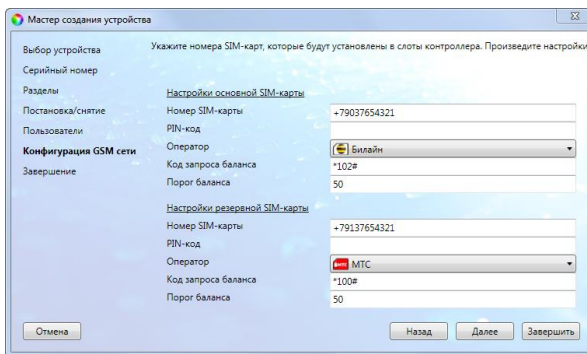 Мастер создания устройства
Выбор устройства
Серийный номер
Разделы
Постановка/снятие
Пользователи
Конфигурация GSM сети
Завершение
Укажите номера SIM-карт, которые будут установлены в слоты контроллера. Произведите настройки
Настройки основной SIM-карты
Номер SIM-карты +79037654321
PIN-код
Оператор Билайн
Код запроса баланса *102#
Порог баланса 50
Настройки резервной SIM-карты
Номер SIM-карты +79137654321
PIN-код
Оператор МТС
Код запроса баланса *100#
Порог баланса 50
Отмена Назад Далее Завершить